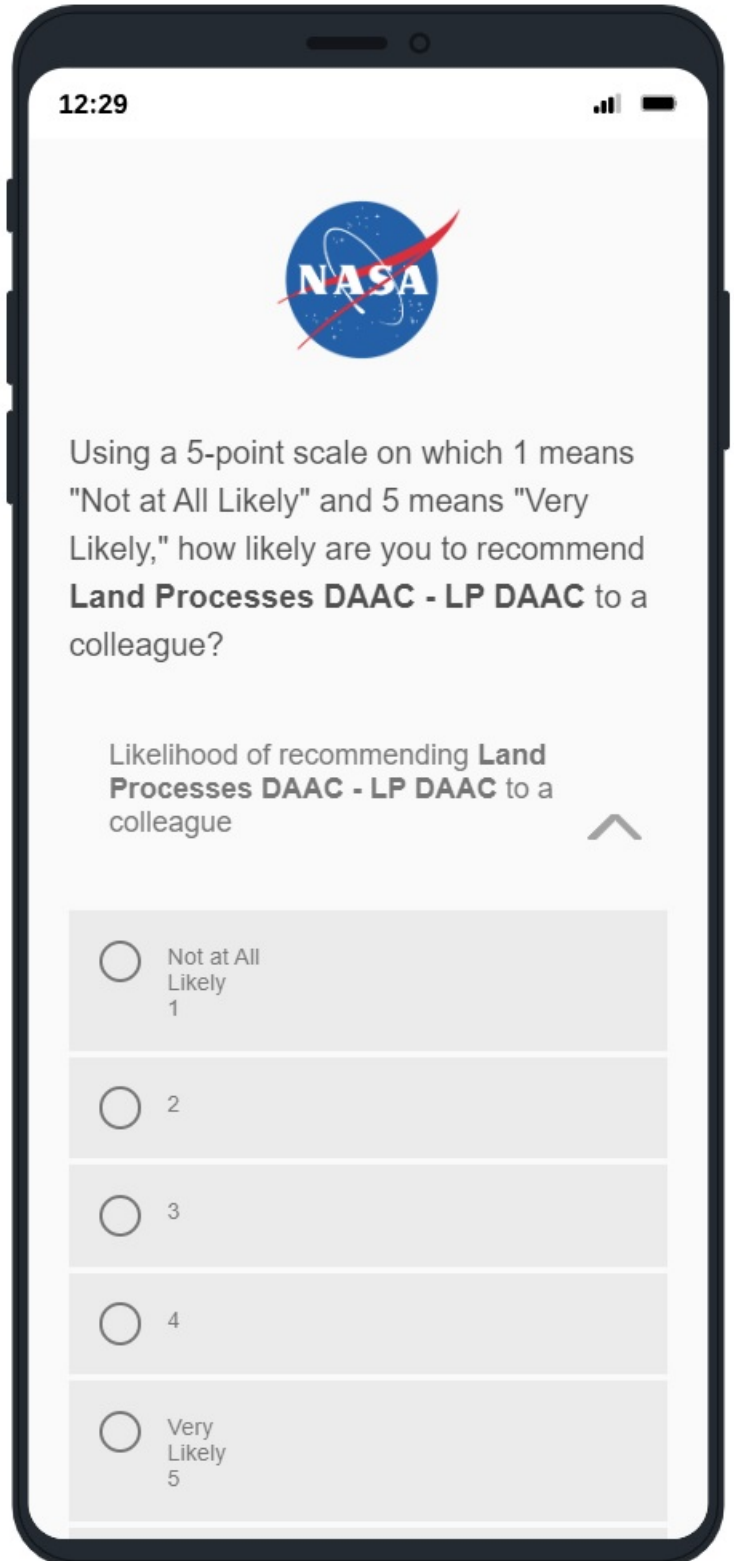 12:29
NASA
Using a 5-point scale on which 1 means
"Not at All Likely" and 5 means "Very
Likely," how likely are you to recommend
Land Processes DAAC - LP DAAC to a
colleague?
Likelihood of recommending Land
Processes DAAC - LP DAAC to a
colleague
Not at All
Likely
1
2
3
4
Very
Likely
5